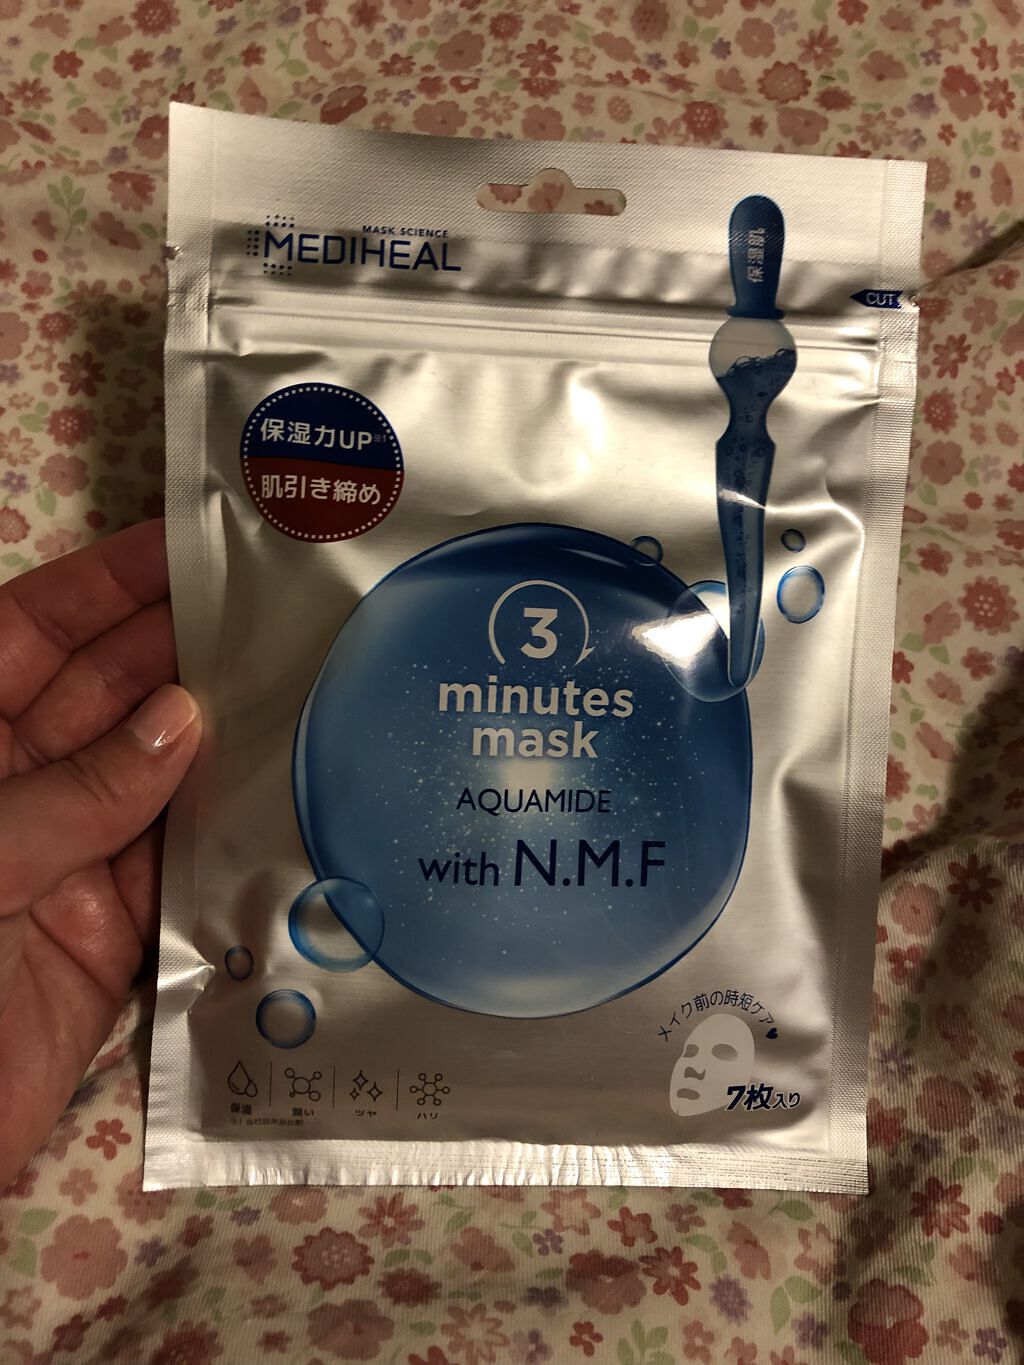 MASK SCIENCE
MEDIHEAL
保湿肌
CUT
保湿力UP※1
肌引き締め
3
minutes
mask
AQUAMIDE
with N.M.F
メイク前の時短ケア♥
7枚入り
保湿
潤い
ツヤ
ハリ
※1 当社従来品比較